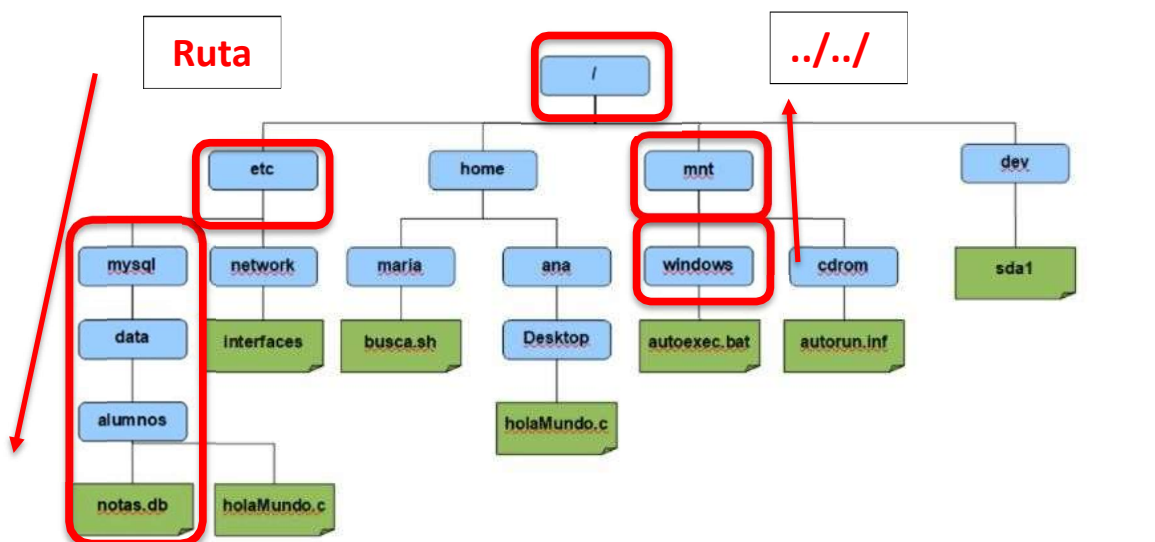 Ruta
../../
/
etc
home
mnt
dev
mysql
network
maria
ana
windows
cdrom
sda1
data
interfaces
busca.sh
Desktop
autoexec.bat
autorun.inf
alumnos
holaMundo.c
notas.db
holaMundo.c